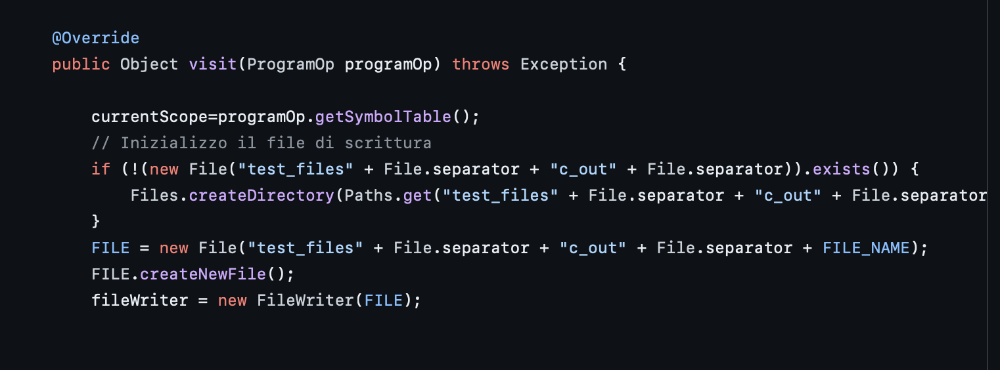 @Override
public Object visit(ProgramOp programOp) throws Exception {
currentScope=programOp.getSymbolTable();
// Inizializzo il file di scrittura
if (!(new File("test_files" + File.separator + "c_out" + File.separator)).exists()) {
Files.createDirectory(Paths.get("test_files" + File.separator + "c_out" + File.separator
}
FILE = new File("test_files" + File.separator + "c_out" + File.separator + FILE_NAME);
FILE.createNewFile();
fileWriter = new FileWriter(FILE);